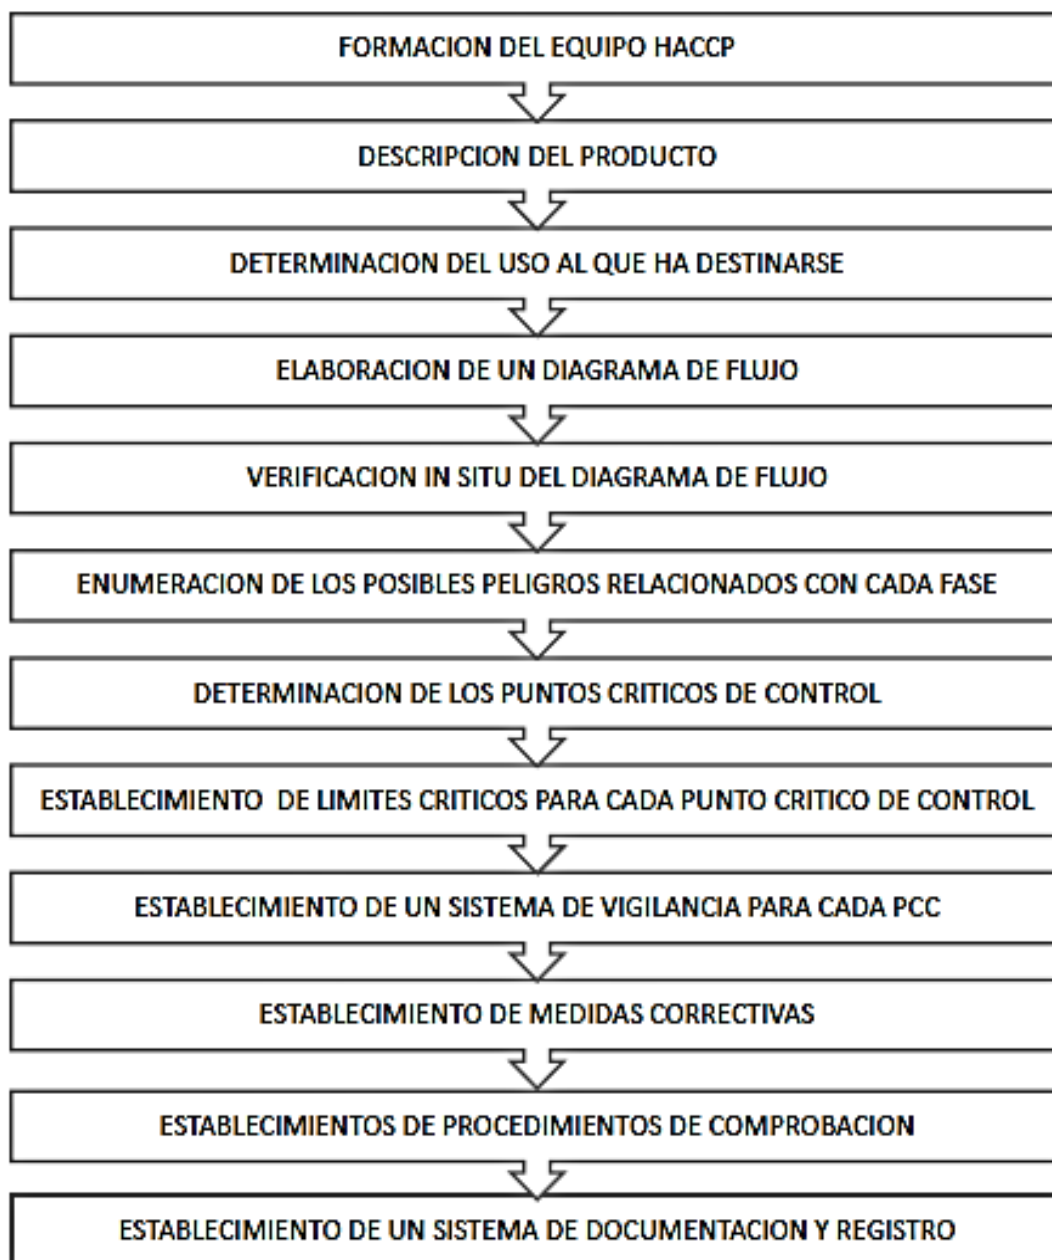 FORMACION DEL EQUIPO HACCP
DESCRIPCION DEL PRODUCTO
DETERMINACION DEL USO AL QUE HA DESTINARSE
ELABORACION DE UN DIAGRAMA DE FLUJO
VERIFICACION IN SITU DEL DIAGRAMA DE FLUJO
ENUMERACION DE LOS POSIBLES PELIGROS RELACIONADOS CON CADA FASE
DETERMINACION DE LOS PUNTOS CRITICOS DE CONTROL
ESTABLECIMIENTO DE LIMITES CRITICOS PARA CADA PUNTO CRITICO DE CONTROL
ESTABLECIMIENTO DE UN SISTEMA DE VIGILANCIA PARA CADA PCC
ESTABLECIMIENTO DE MEDIDAS CORRECTIVAS
ESTABLECIMIENTOS DE PROCEDIMIENTOS DE COMPROBACION
ESTABLECIMIENTO DE UN SISTEMA DE DOCUMENTACION Y REGISTRO